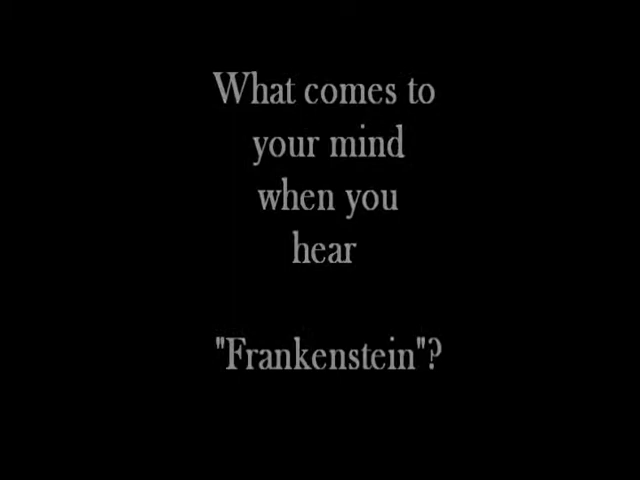 What comes to
your mind
when you
hear
"Frankenstein"?